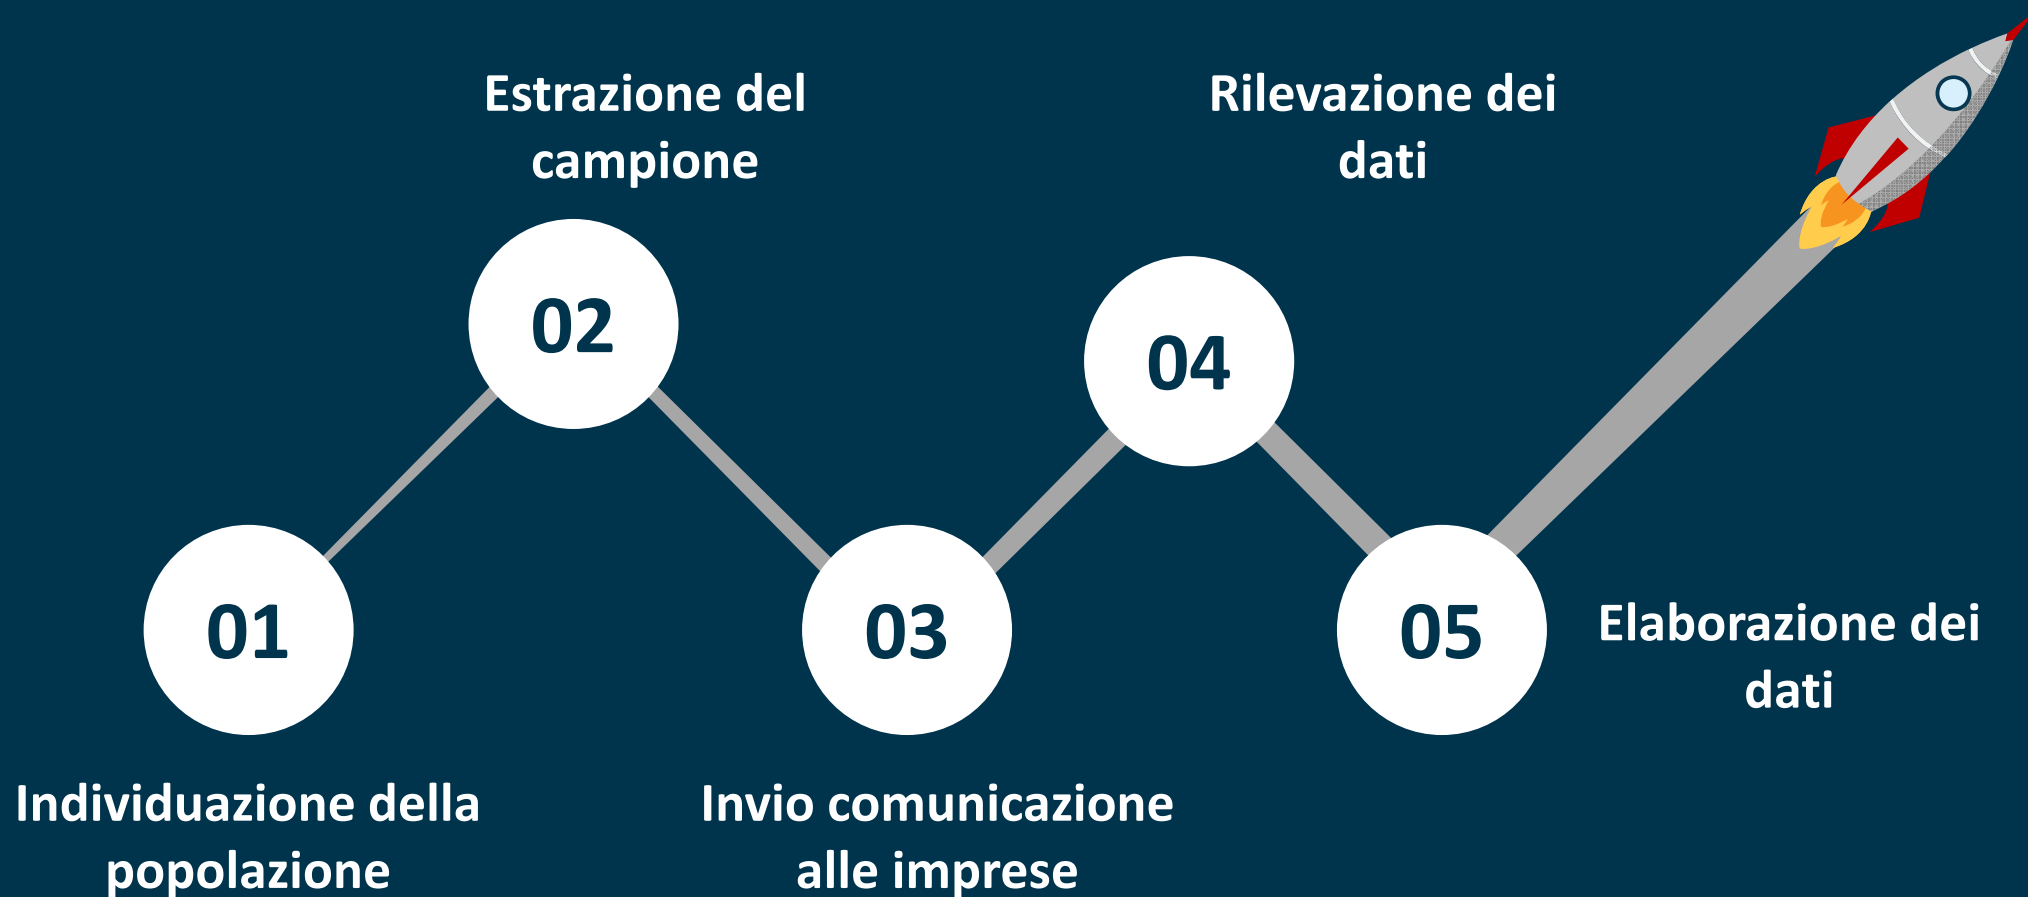 01
Individuazione della
popolazione
Estrazione del
campione
02
03
Invio comunicazione
alle imprese
Rilevazione dei
dati
04
05
Elaborazione dei
dati